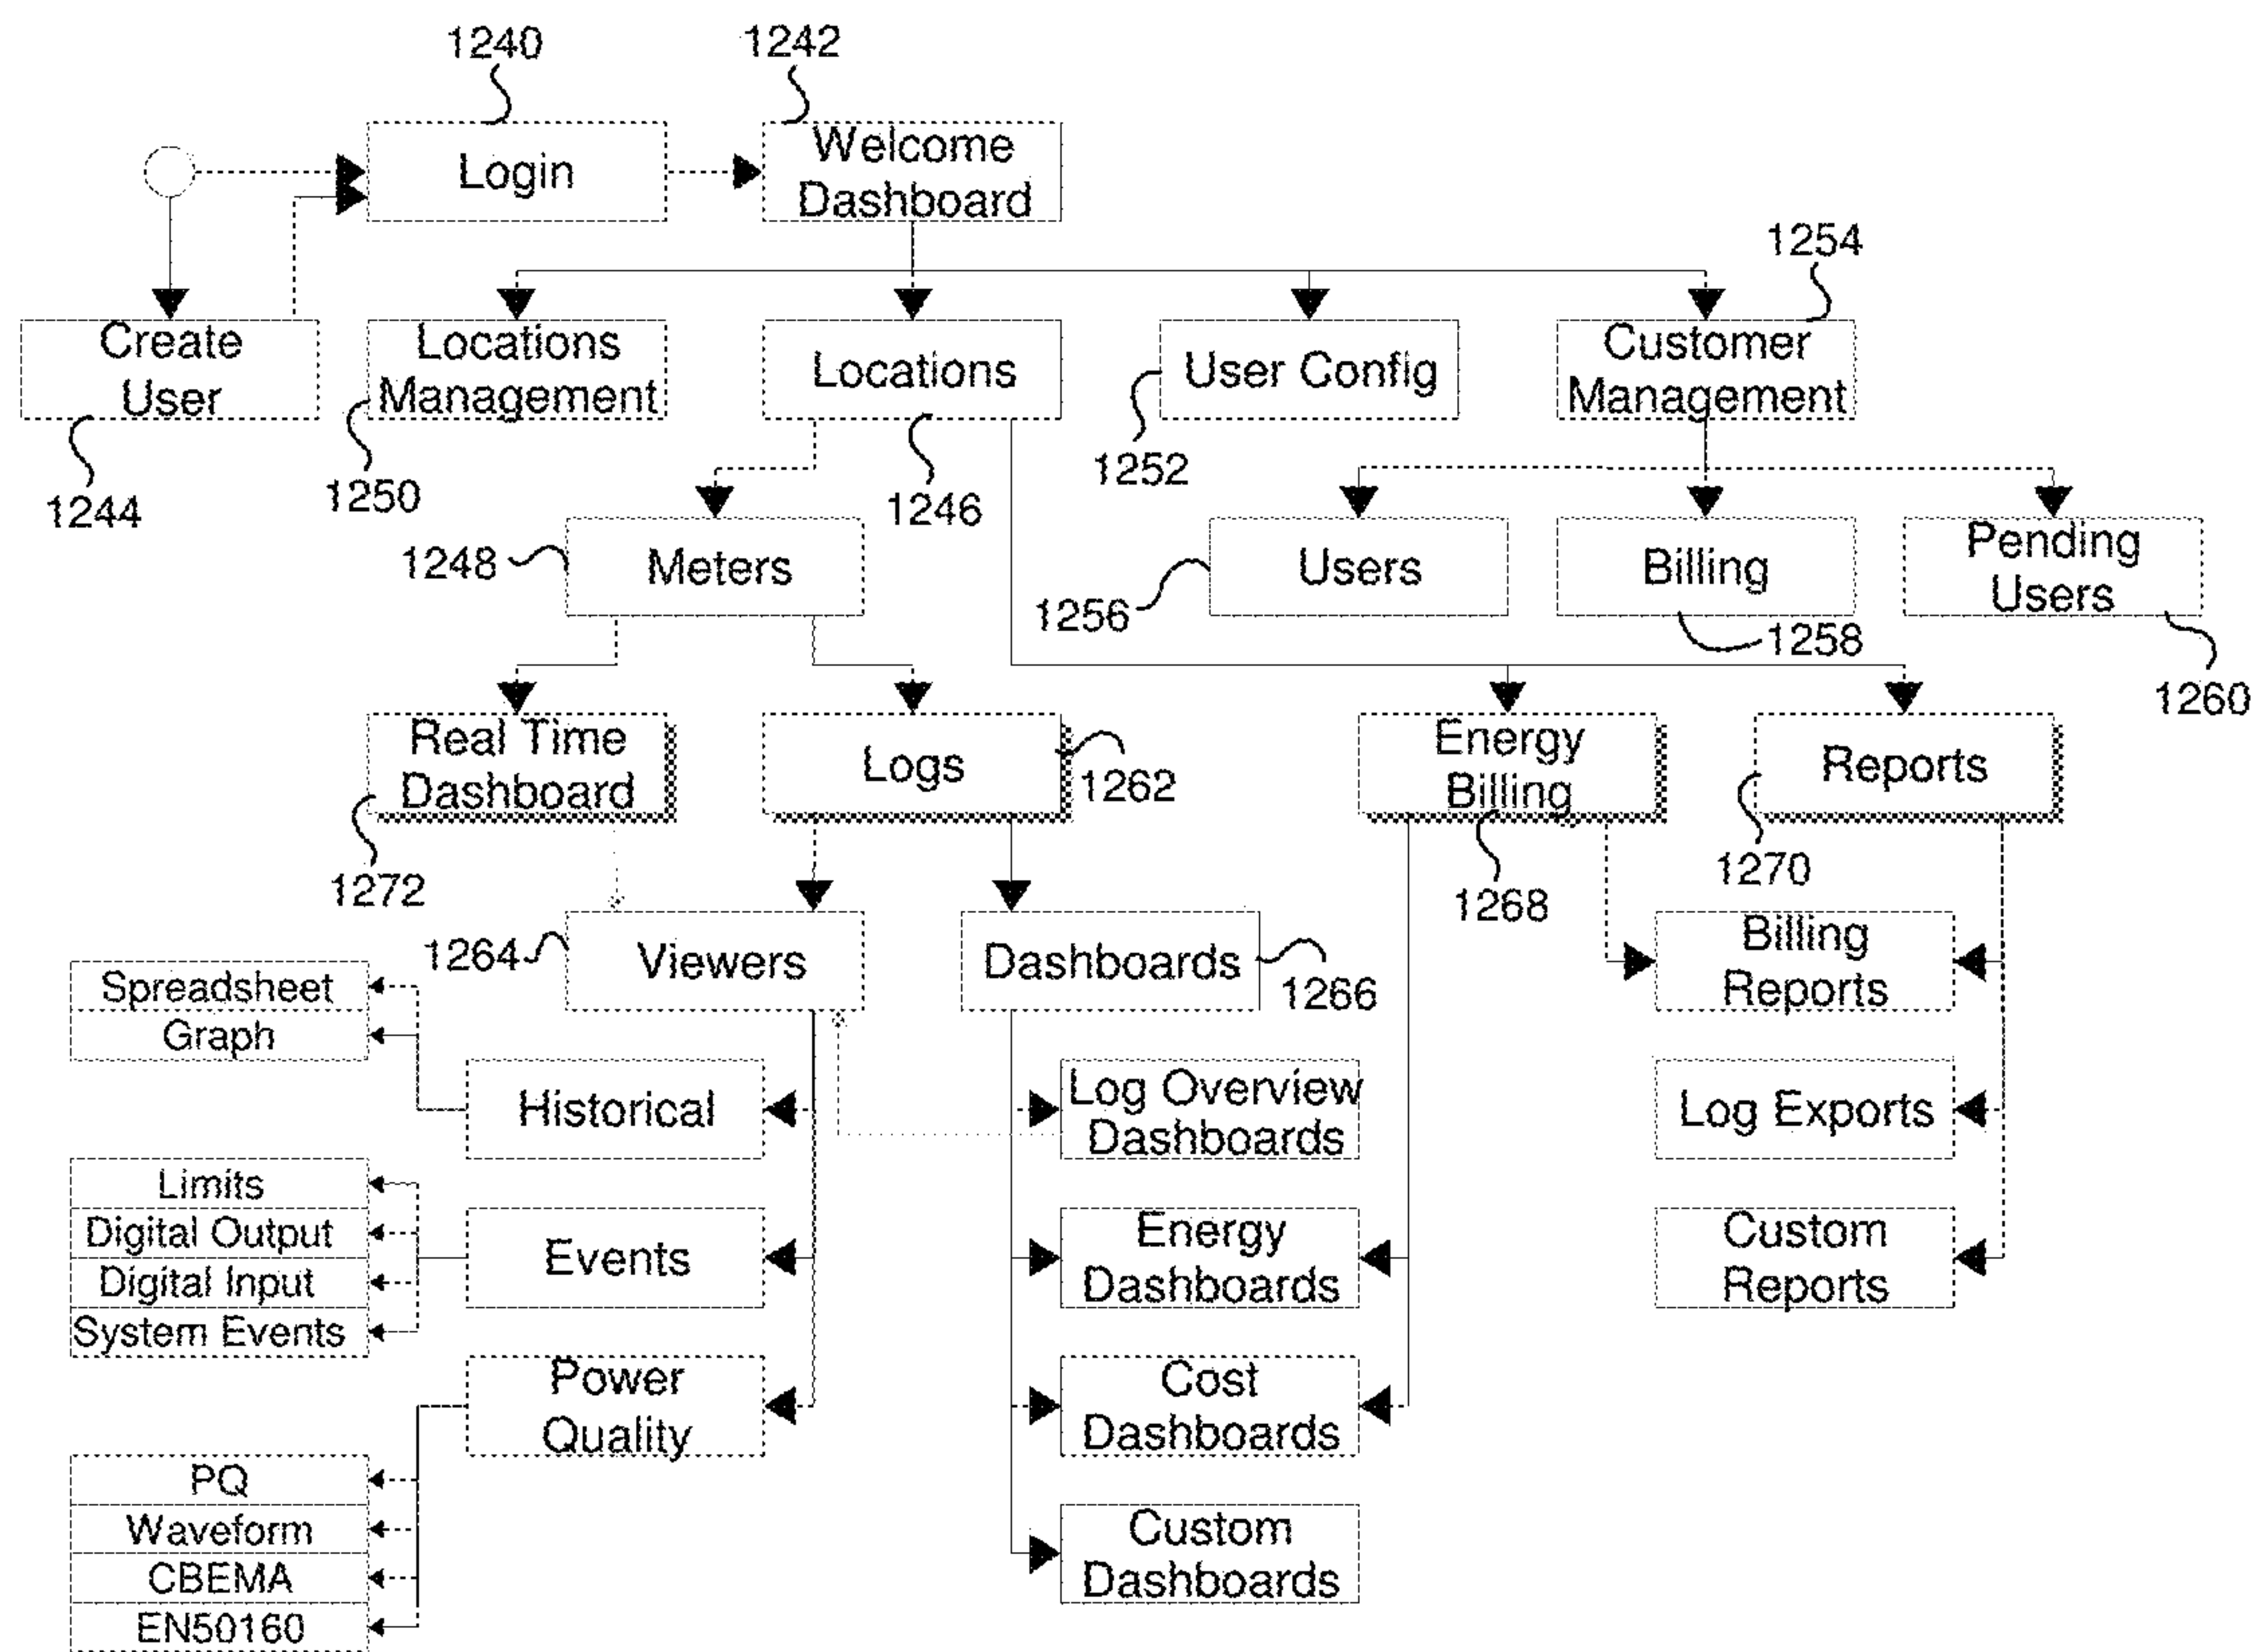 1240
1242
Login
Welcome
Dashboard
1254
Create
User
Locations
Management
Locations
User Config
Customer
Management
1244
1250
1246
1252
1248
Meters
Users
Billing
Pending
Users
1256
1258
1260
Real Time
Dashboard
Logs
1262
Energy
Billing
Reports
1272
1268
1270
1264
Viewers
Dashboards
1266
Billing
Reports
Spreadsheet
Graph
Historical
Log Overview
Dashboards
Log Exports
Limits
Digital Output
Digital Input
System Events
Events
Energy
Dashboards
Custom
Reports
Power
Quality
Cost
Dashboards
PQ
Waveform
CBEMA
EN50160
Custom
Dashboards